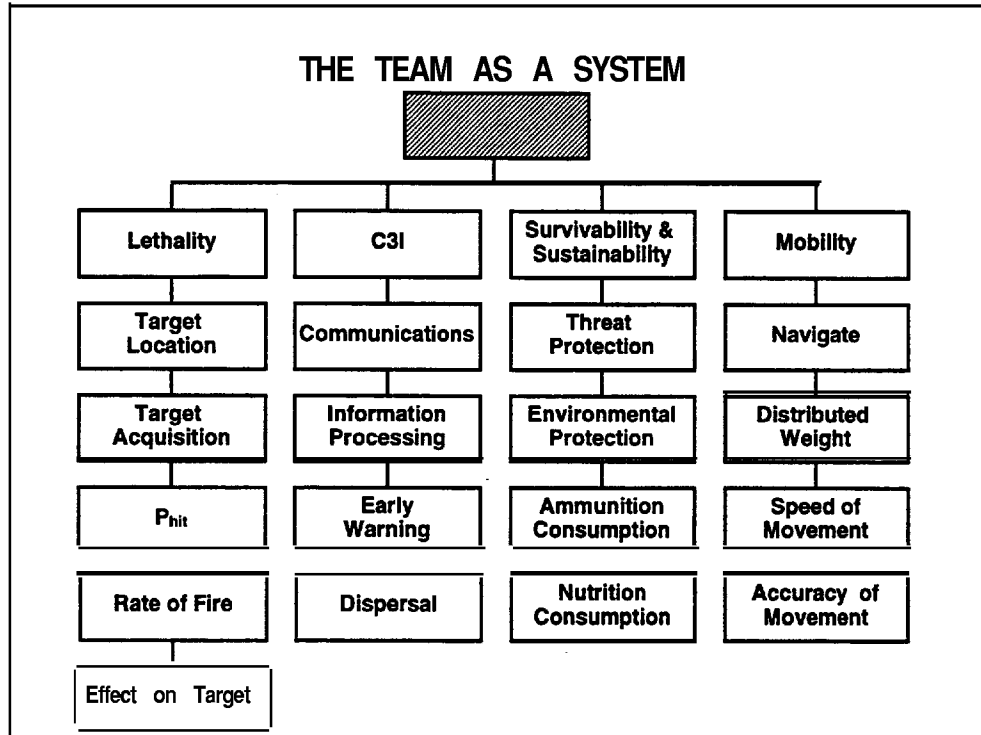 THE TEAM AS A SYSTEM
Lethality
C3I
Survivability &
Sustainability
Mobility
Target
Location
Communications
Threat
Protection
Navigate
Target
Acquisition
Information
Processing
Environmental
Protection
Distributed
Weight
Phit
Early
Warning
Ammunition
Consumption
Speed of
Movement
Rate of Fire
Dispersal
Nutrition
Consumption
Accuracy of
Movement
Effect on Target